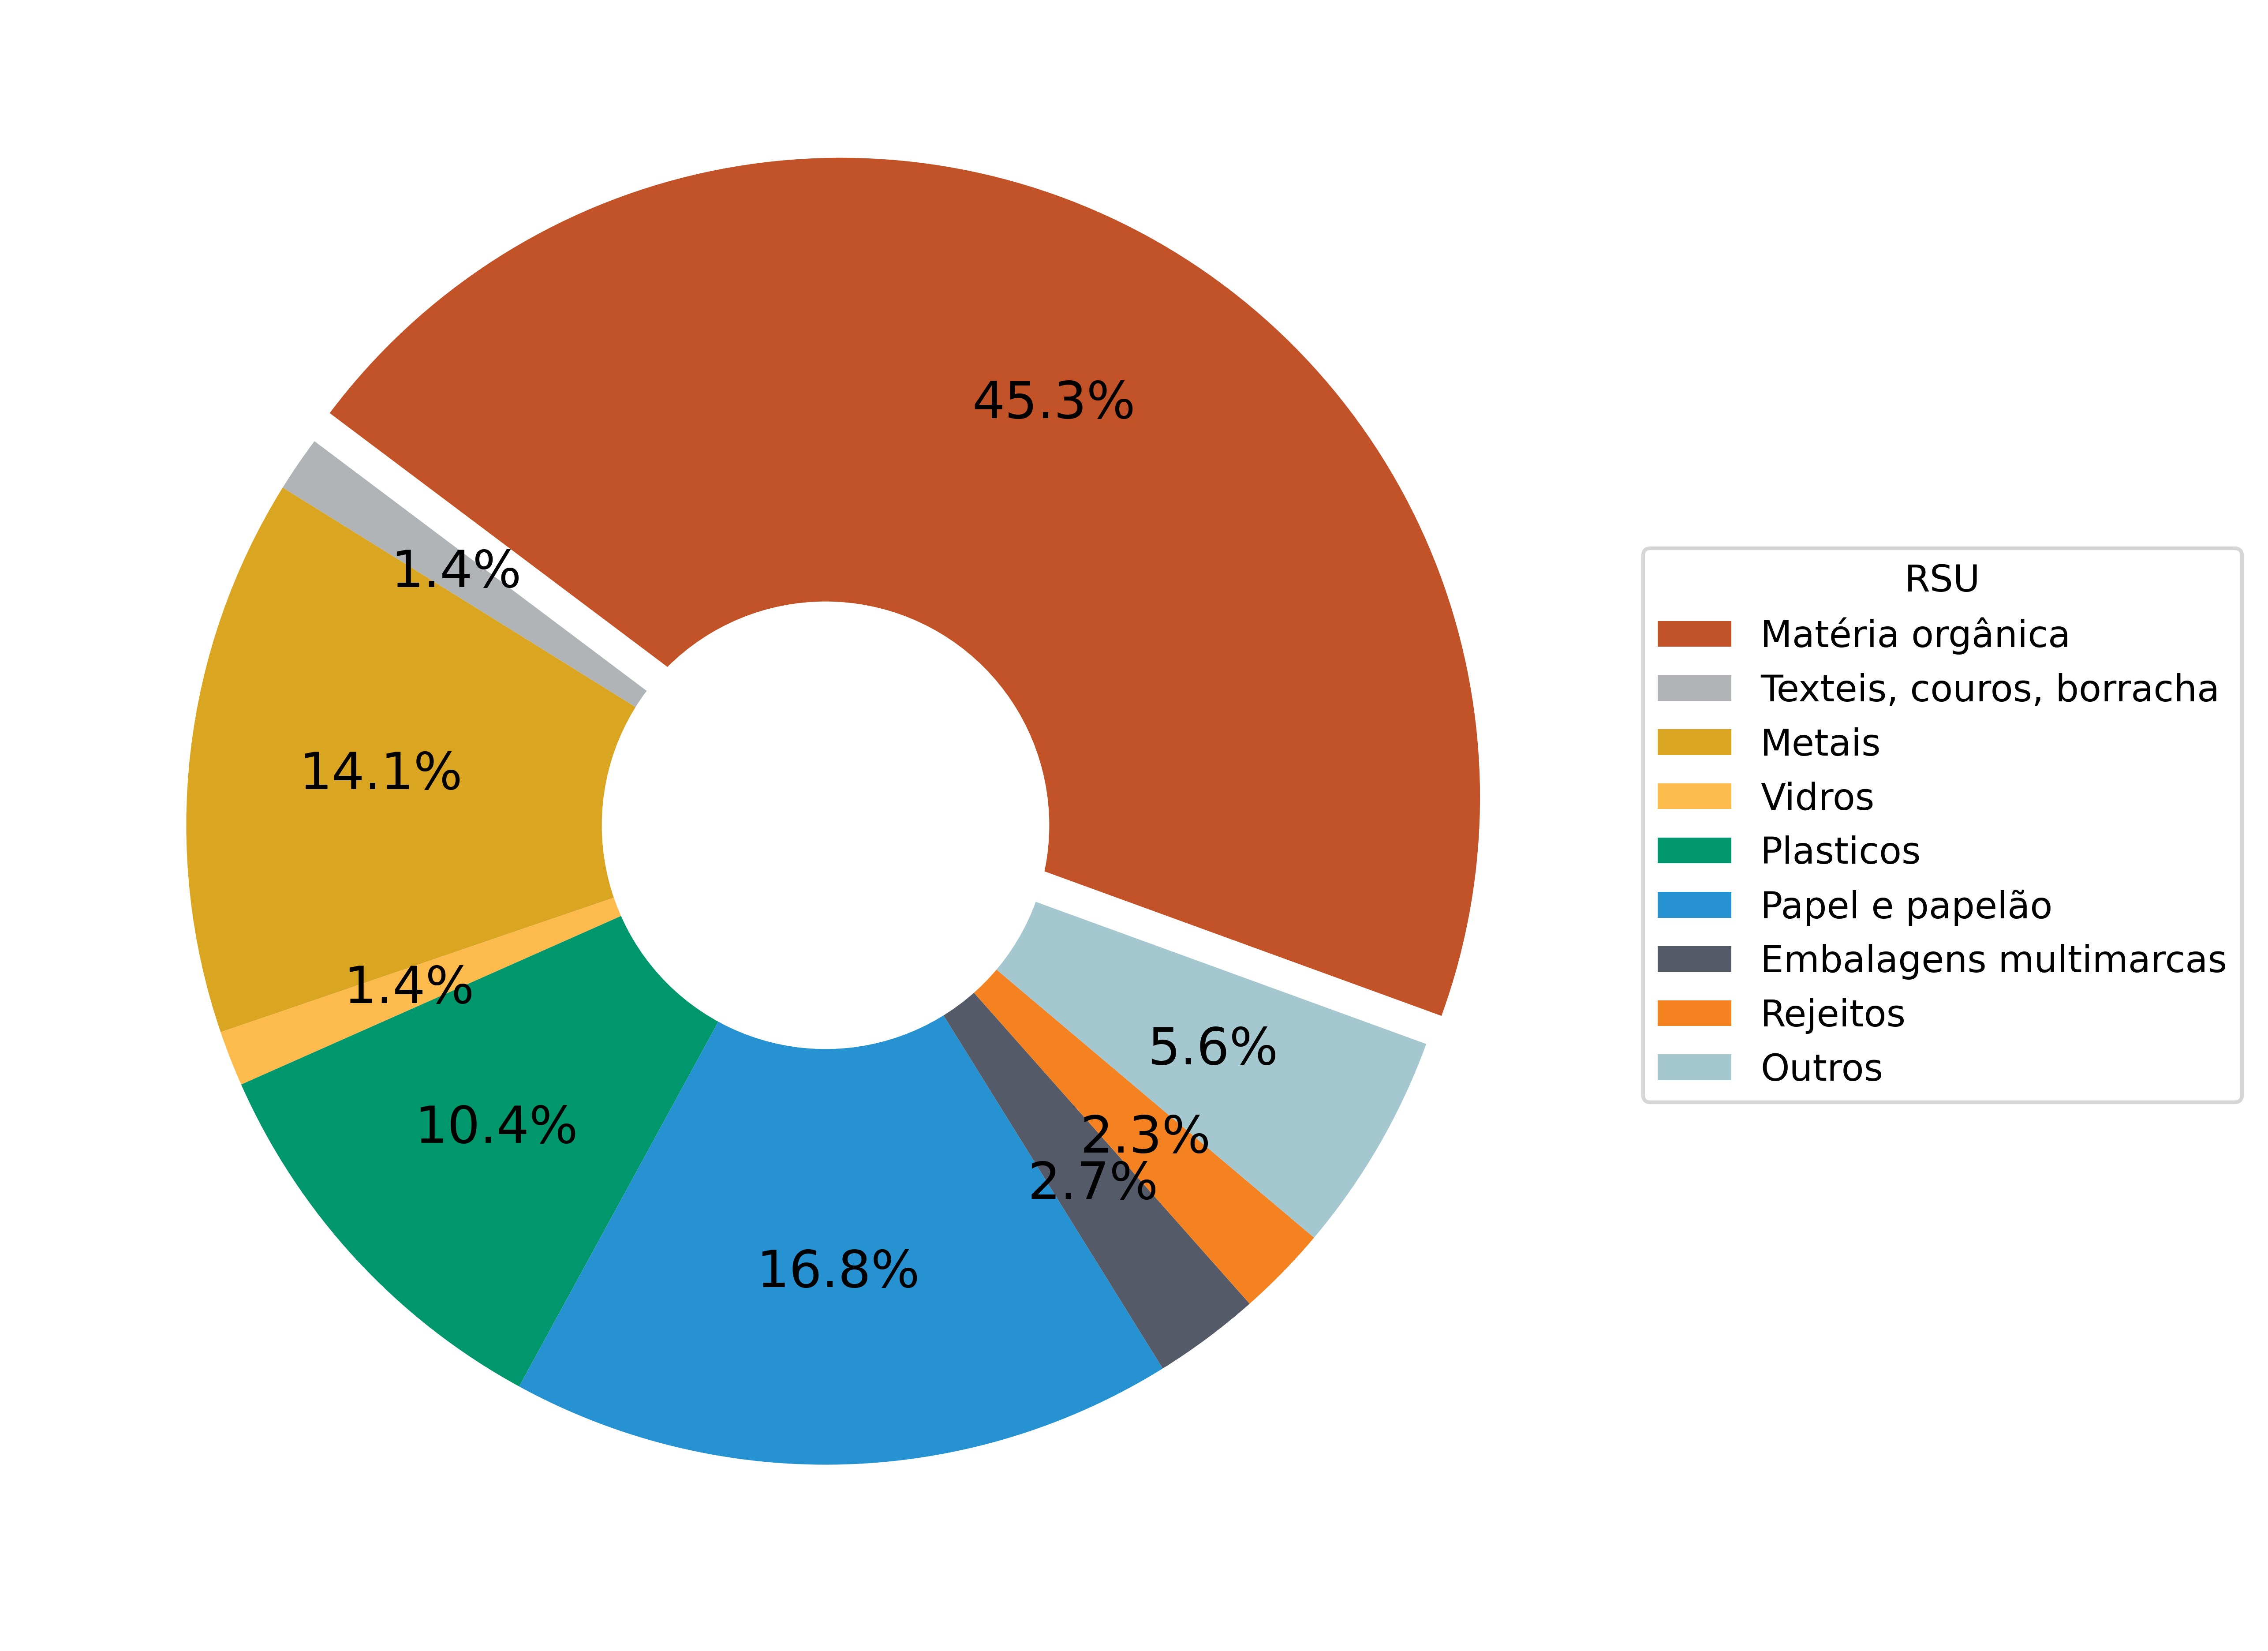 45.3%
1.4%
14.1%
1.4%
10.4%
16.8%
2.7%
2.3%
5.6%
RSU
Matéria orgânica
Texteis, couros, borracha
Metais
Vidros
Plasticos
Papel e papelão
Embalagens multimarcas
Rejeitos
Outros